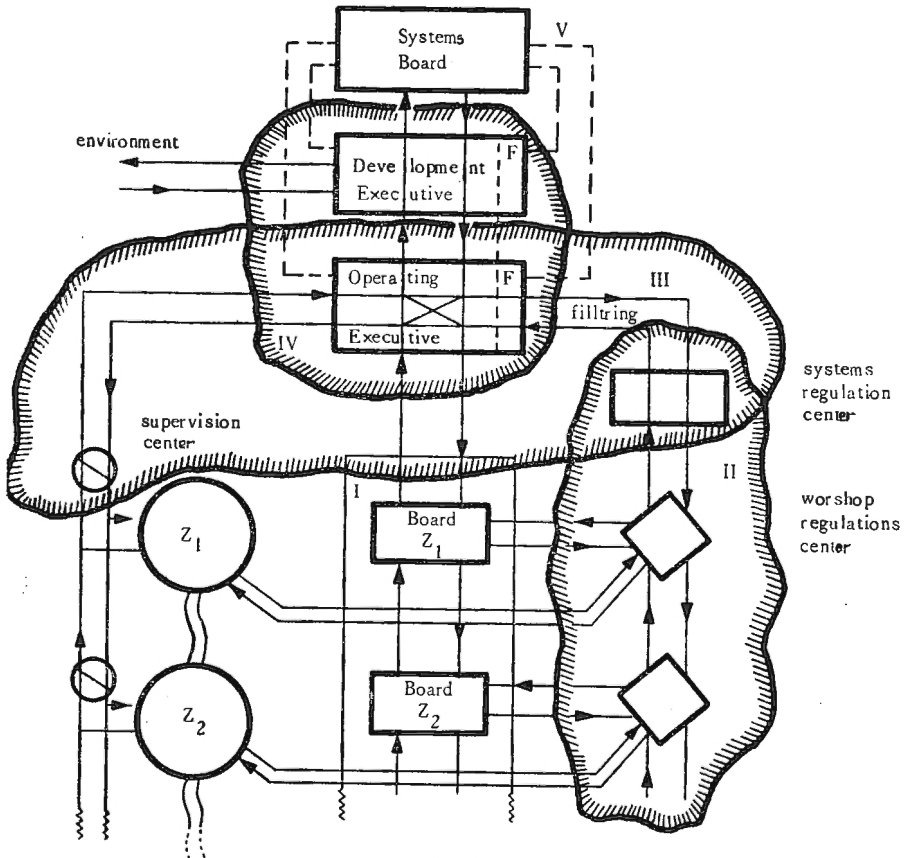 Systems
Board
V
environment
F
Development
Executive
Operating
F
III
filltring
Executive
IV
systems
regulation
center
supervision
center
II
I
Board
Z1
worshop
regulations
center
Z1
Board
Z2
Z2